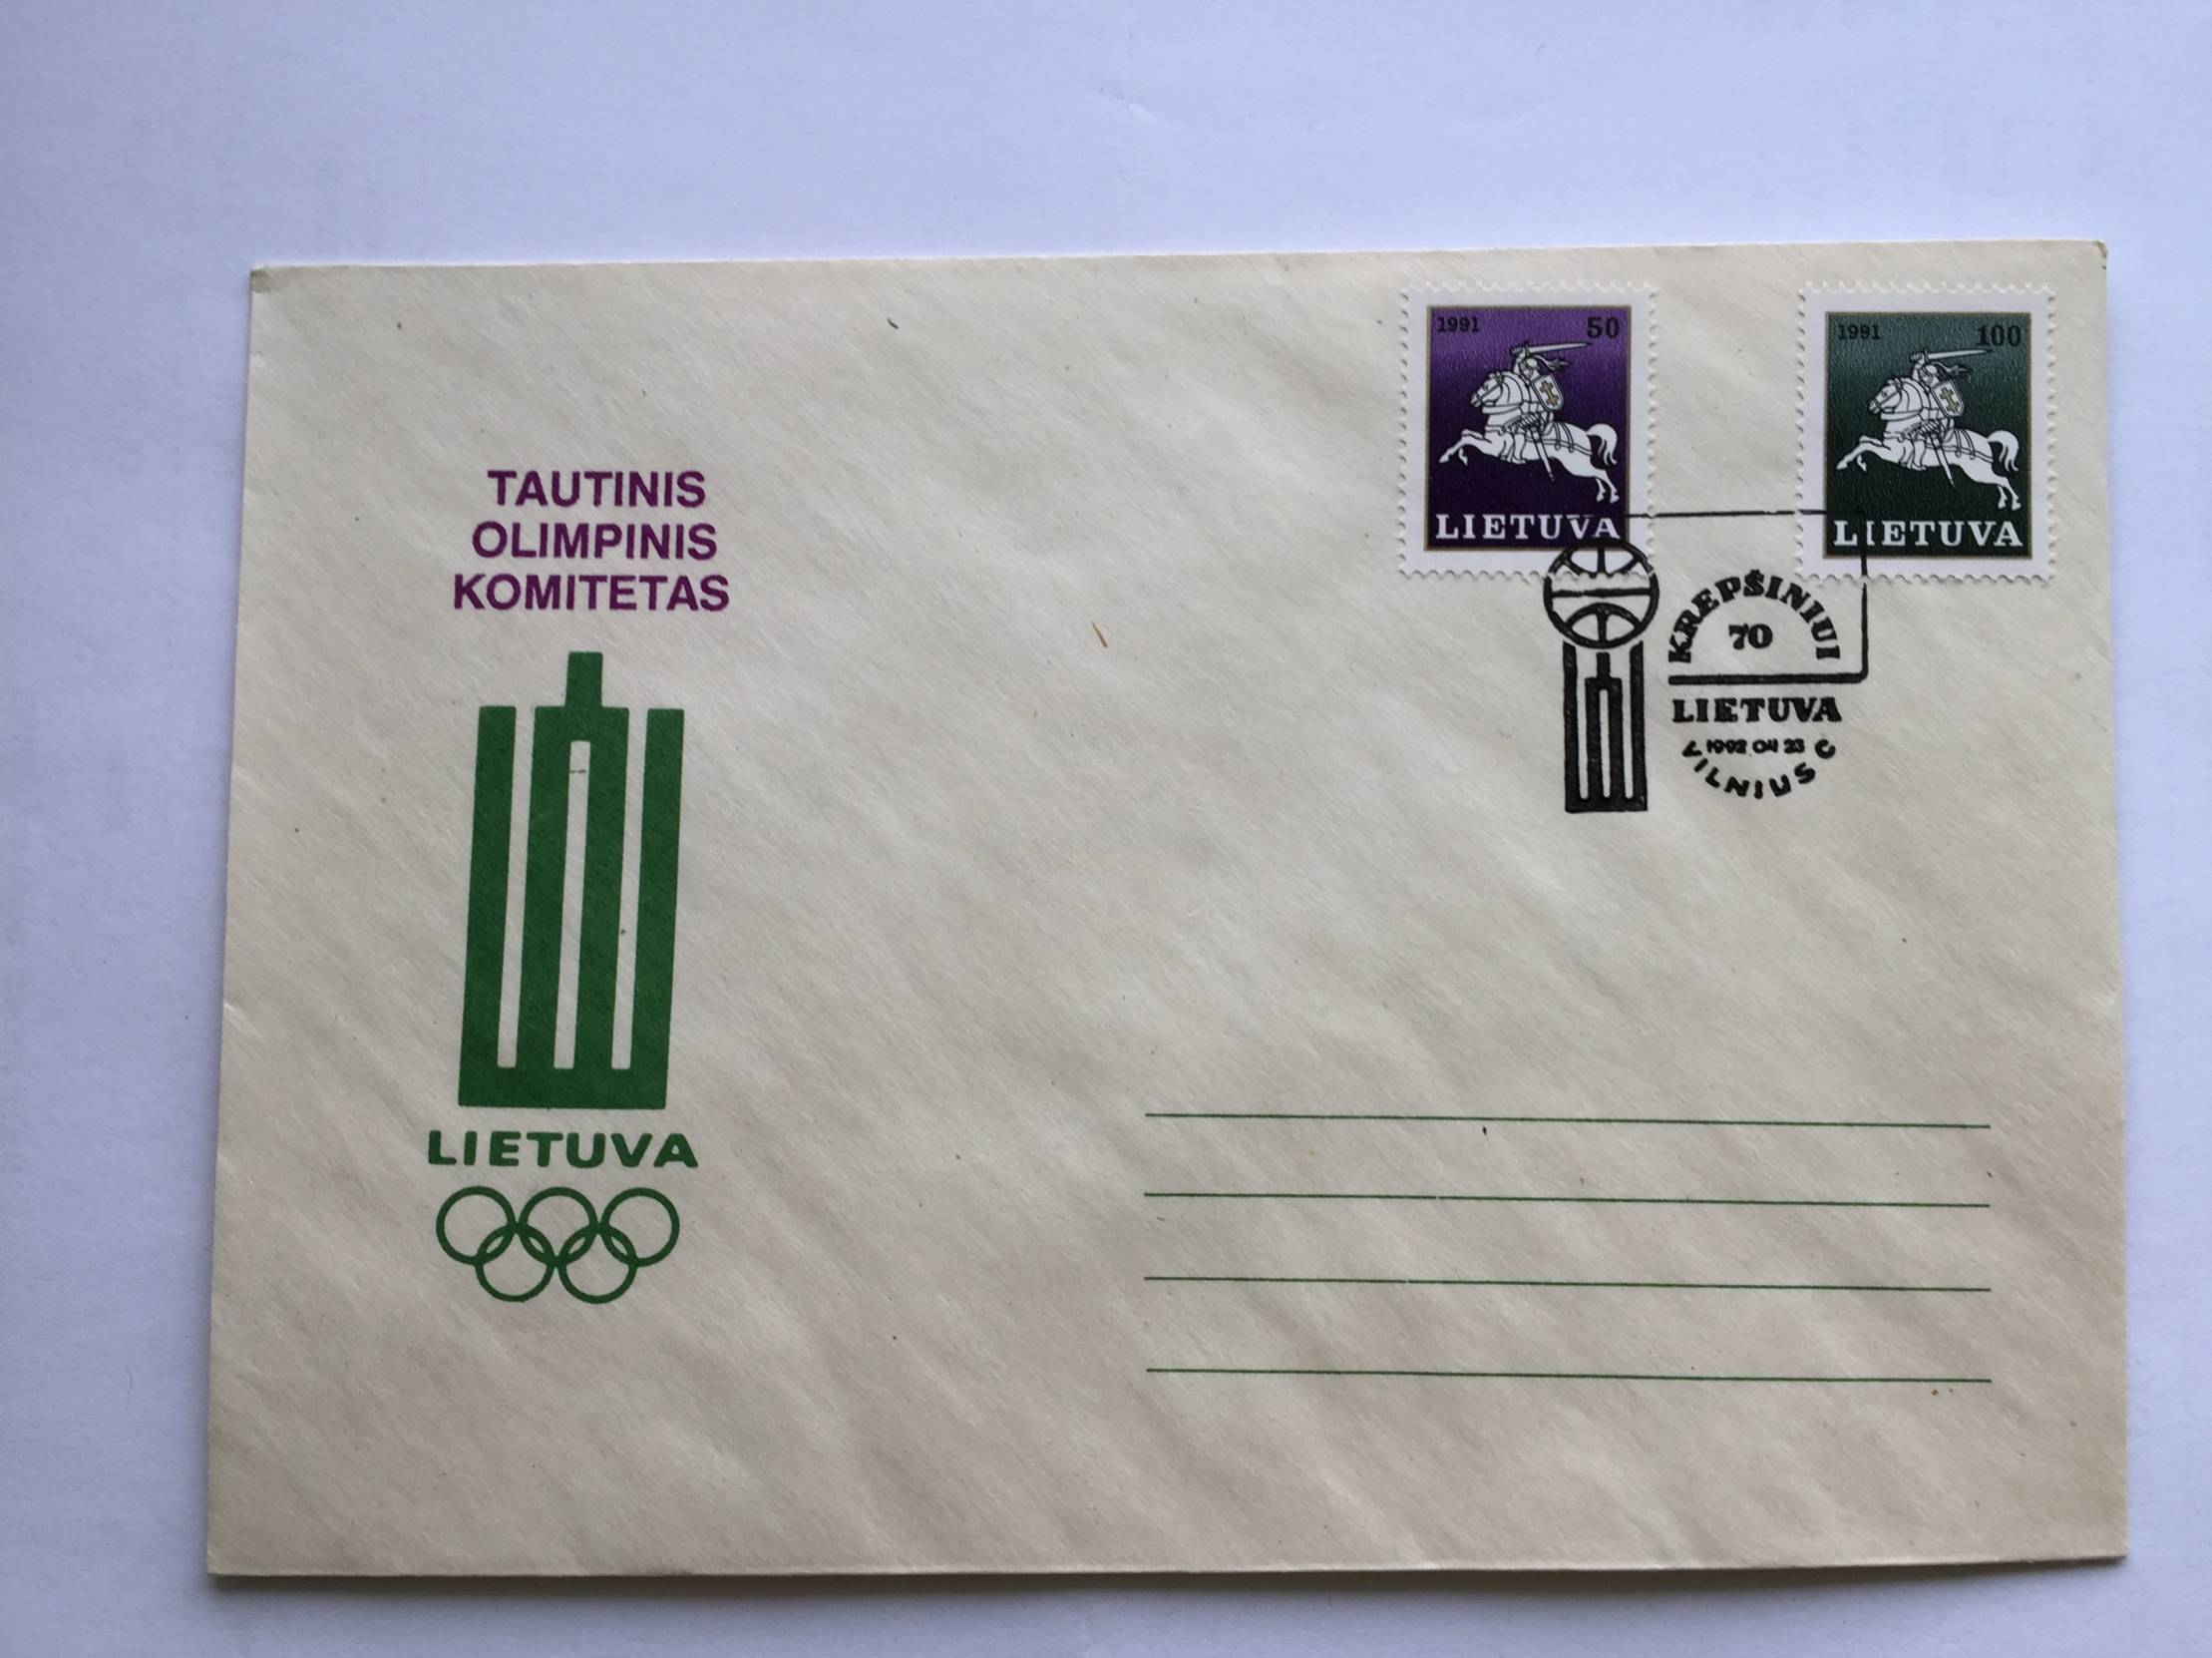 TAUTINIS
OLIMPINIS
KOMITETAS
LIETUVA
1991 50
LIETUVA
1991 100
LIETUVA
KREPŠINIUI
70
LIETUVA
1992 04 23
VILNIUS C